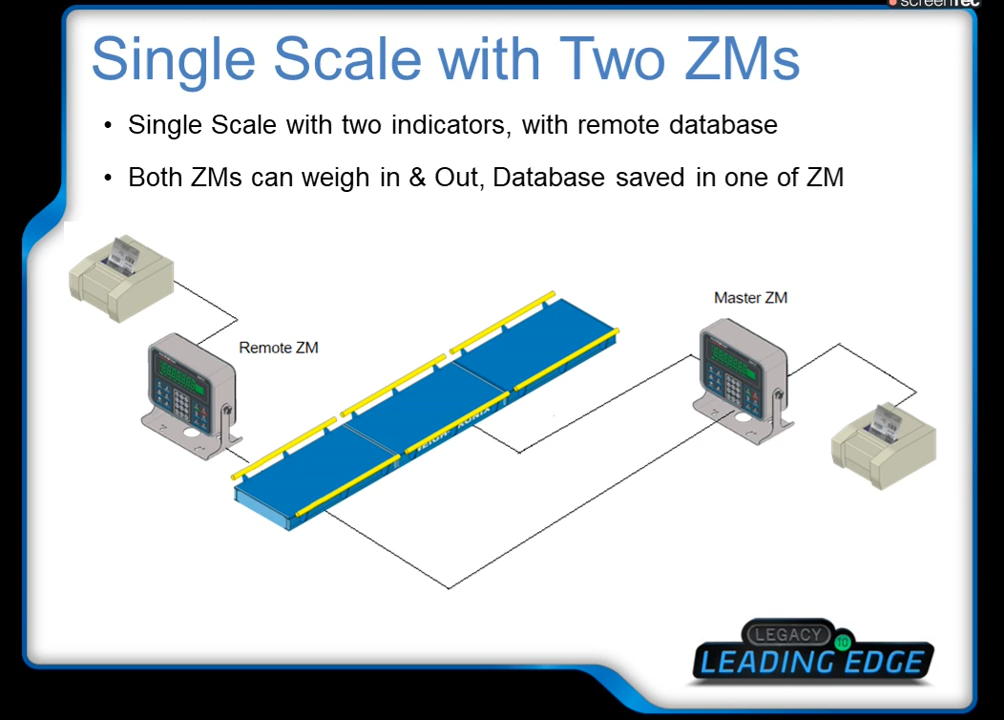 Single Scale with Two ZMs
• Single Scale with two indicators, with remote database
• Both ZMs can weigh in & Out, Database saved in one of ZM
Master ZM
Remote ZM
LEGACY
TO
LEADING EDGE